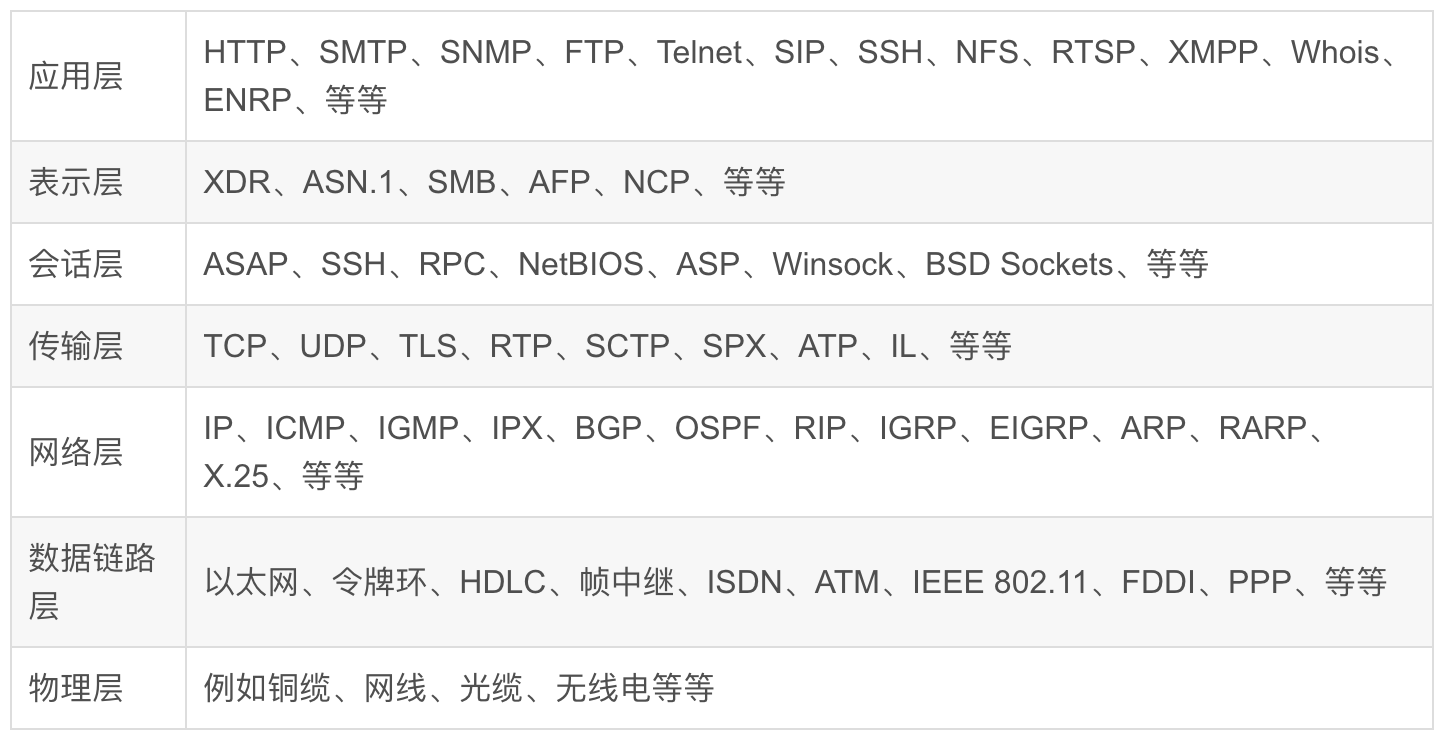 应用层
HTTP、SMTP、SNMP、FTP、Telnet、SIP、SSH、NFS、RTSP、XMPP、Whois、
ENRP、等等
表示层
XDR、ASN.1、SMB、AFP、NCP、等等
会话层
ASAP、SSH、RPC、NetBIOS、ASP、Winsock、BSD Sockets、等等
传输层
TCP、UDP、TLS、RTP、SCTP、SPX、ATP、IL、等等
网络层
IP、ICMP、IGMP、IPX、BGP、OSPF、RIP、IGRP、EIGRP、ARP、RARP、
X.25、等等
数据链路
层
以太网、令牌环、HDLC、帧中继、ISDN、ATM、IEEE 802.11、FDDI、PPP、等等
物理层
例如铜缆、网线、光缆、无线电等等